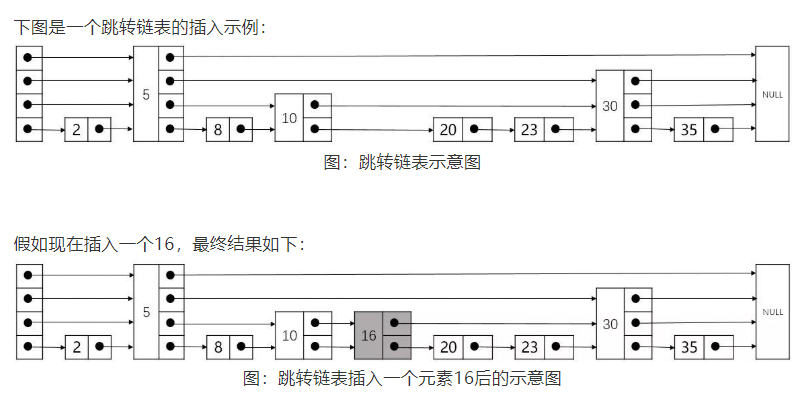 下图是一个跳转链表的插入示例：
5
NULL
10
30
2
8
20
23
35
图：跳转链表示意图
假如现在插入一个16，最终结果如下：
5
NULL
10
16
30
2
8
20
23
35
图：跳转链表插入一个元素16后的示意图